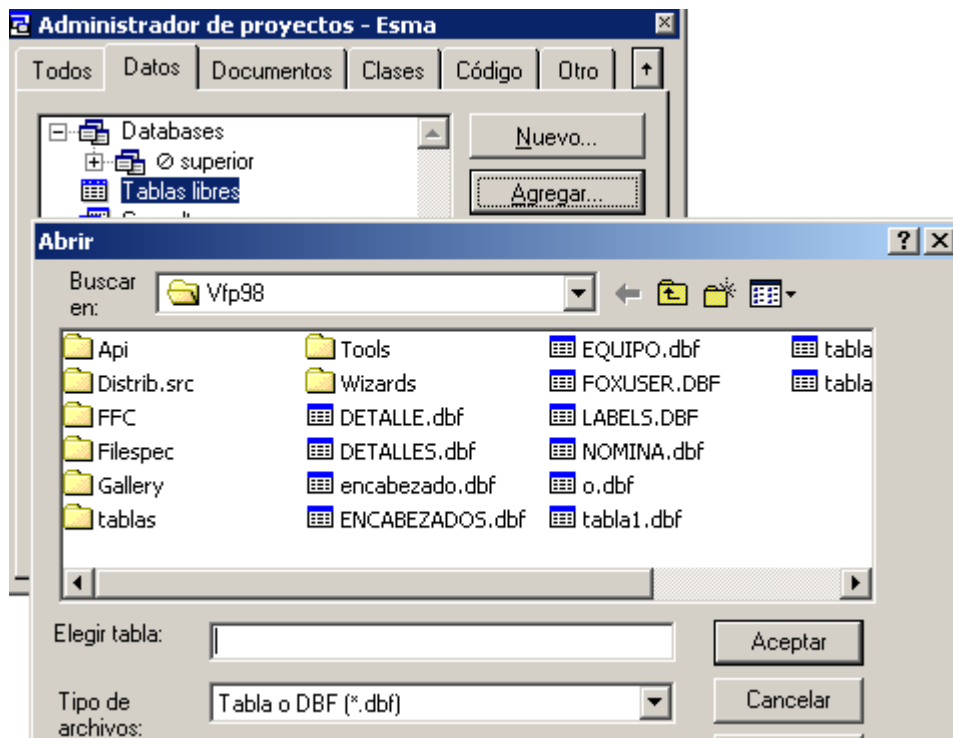 Administrador de proyectos - Esma
Todos Datos Documentos Clases Código Otro
Databases
Nuevo...
superior
Tablas libres
Agregar...
Abrir
Buscar en:
Vfp98
Api Tools EQUIPO.dbf tabla
Distrib.src Wizards FOXUSER.DBF tabla
FFC DETALLE.dbf LABELS.DBF
Filespec DETALLES.dbf NOMINA.dbf
Gallery encabezado.dbf o.dbf
tablas ENCABEZADOS.dbf tabla1.dbf
Elegir tabla:
Aceptar
Tipo de archivos:
Tabla o DBF (*.dbf)
Cancelar